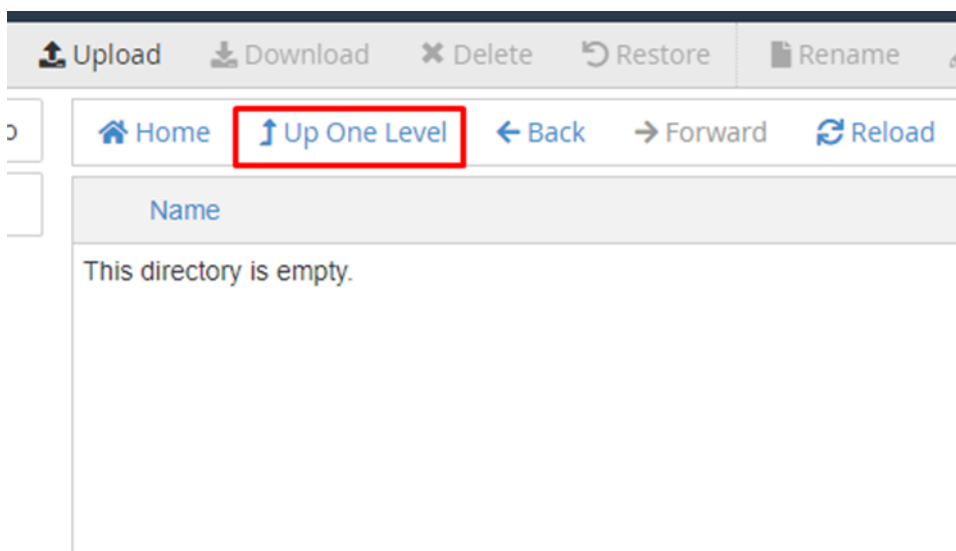 Upload Download Delete Restore Rename
Home Up One Level Back Forward Reload
Name
This directory is empty.